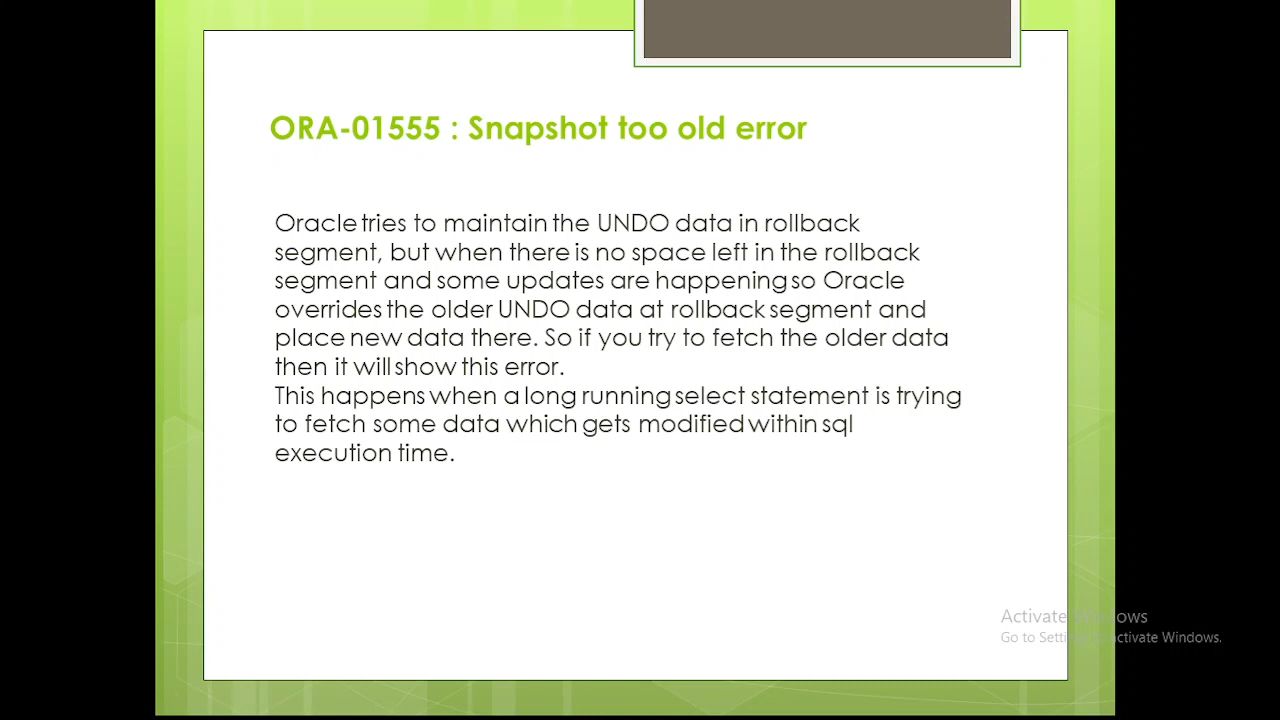 ORA-01555 : Snapshot too old error
Oracle tries to maintain the UNDO data in rollback
segment, but when there is no space left in the rollback
segment and some updates are happening so Oracle
overrides the older UNDO data at rollback segment and
place new data there. So if you try to fetch the older data
then it will show this error.
This happens when a long running select statement is trying
to fetch some data which gets modified within sql
execution time.
Activate Windows
Go to Settings to activate Windows.